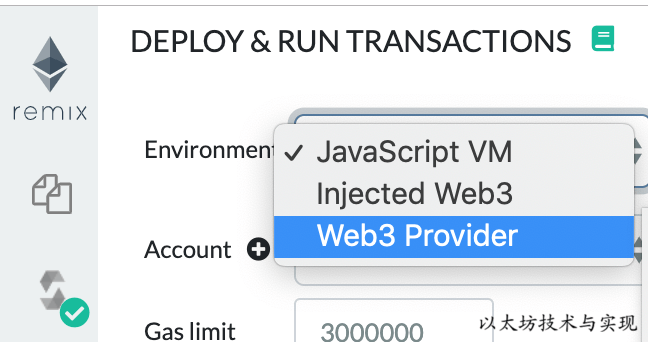 DEPLOY & RUN TRANSACTIONS
remix
Environment
✓ JavaScript VM
Injected Web3
Web3 Provider
Account
Gas limit
3000000
以太坊技术与实现